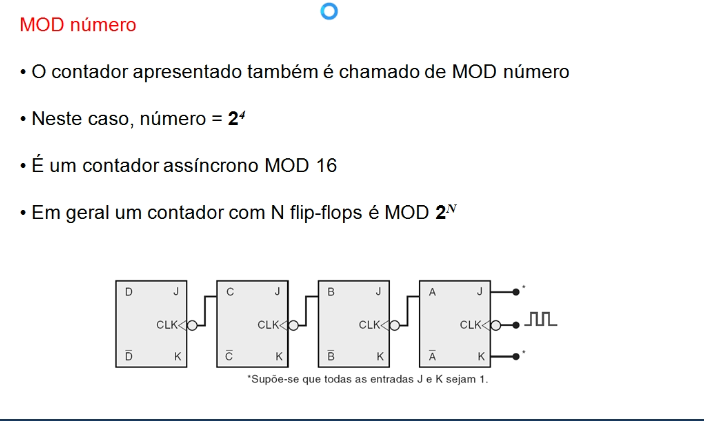 MOD número
• O contador apresentado também é chamado de MOD número
• Neste caso, número = 2⁴
• É um contador assíncrono MOD 16
• Em geral um contador com N flip-flops é MOD 2ᴺ
D J C J B J A J *
CLK CLK CLK CLK
D̅ K C̅ K B̅ K A̅ K *
*Supõe-se que todas as entradas J e K sejam 1.